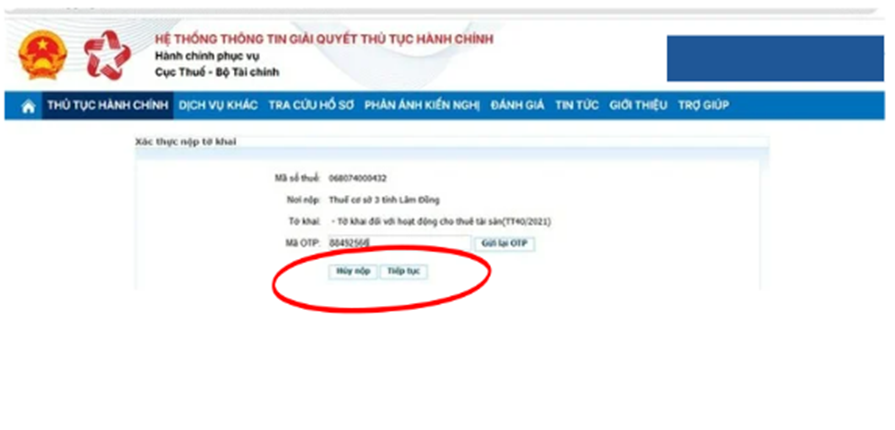 HỆ THỐNG THÔNG TIN GIẢI QUYẾT THỦ TỤC HÀNH CHÍNH
Hành chính phục vụ
Cục Thuế - Bộ Tài chính
THỦ TỤC HÀNH CHÍNH DỊCH VỤ KHÁC TRA CỨU HỒ SƠ PHẢN ÁNH KIẾN NGHỊ ĐÁNH GIÁ TIN TỨC GIỚI THIỆU TRỢ GIÚP
Xác thực nộp tờ khai
Mã số thuế: 068074000432
Nơi nộp: Thuế cơ sở 3 tỉnh Lâm Đồng
Tờ khai: - Tờ khai đối với hoạt động cho thuê tài sản(TT40/2021)
Mã OTP: 88492566 Gửi lại OTP
Hủy nộp Tiếp tục